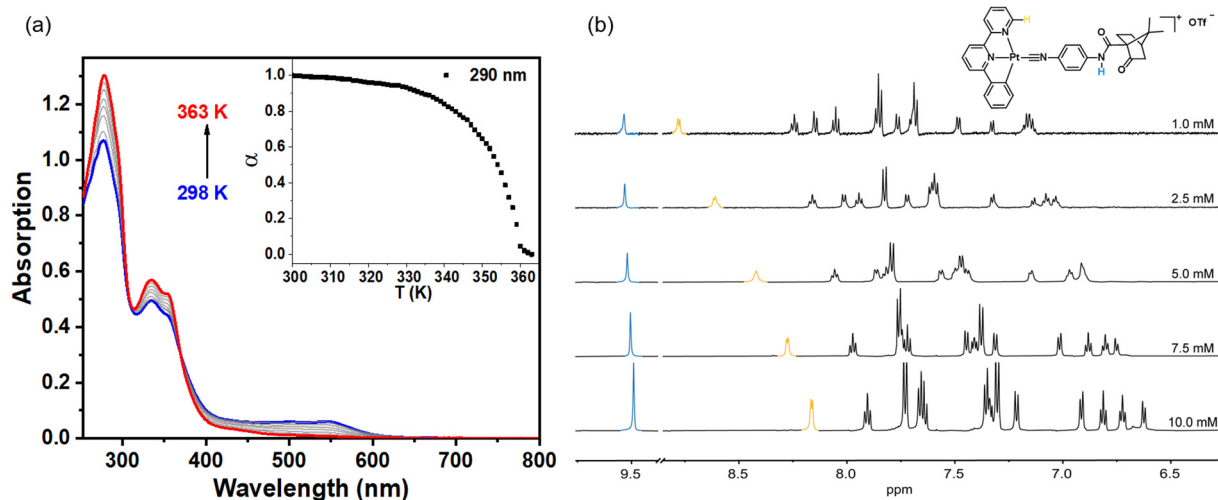 (a)
Absorption
1.2
1.0
0.8
0.6
0.4
0.2
0.0
300 400 500 600 700 800
Wavelength (nm)
363 K
298 K
α
1.0
0.8
0.6
0.4
0.2
0.0
300 320 330 340 350 360
T (K)
290 nm
(b)
H
N
N
Pt
C≡N
O
N
H
O
+
OTf −
1.0 mM
2.5 mM
5.0 mM
7.5 mM
10.0 mM
9.5 8.5 8.0 7.5 7.0 6.5
ppm